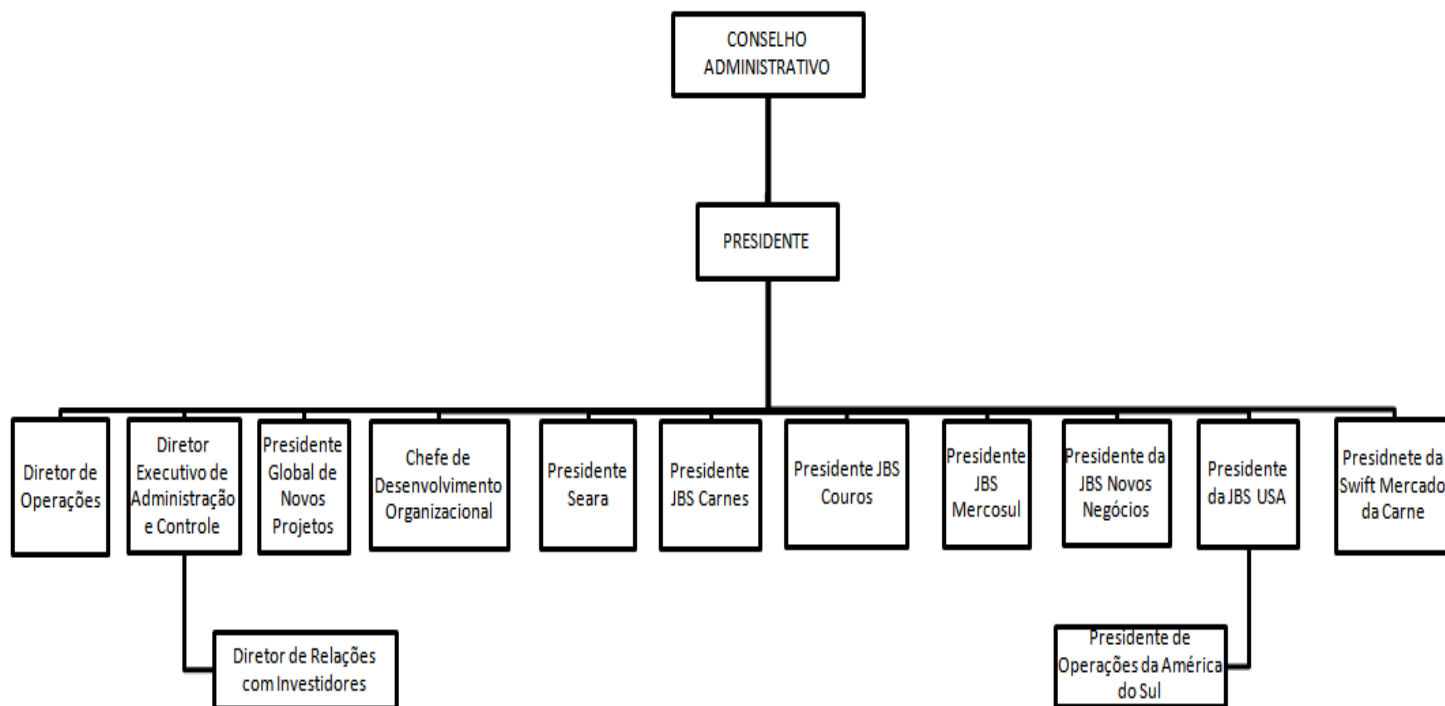 CONSELHO
ADMINISTRATIVO
PRESIDENTE
Diretor de
Operações
Diretor
Executivo de
Administração
e Controle
Presidente
Global de
Novos
Projetos
Chefe de
Desenvolvimento
Organizacional
Presidente
Seara
Presidente
JBS Carnes
Presidente JBS
Couros
Presidente
JBS
Mercosul
Presidente da
JBS Novos
Negócios
Presidente
da JBS USA
Presidnete da
Swift Mercado
da Carne
Diretor de Relações
com Investidores
Presidente de
Operações da América
do Sul